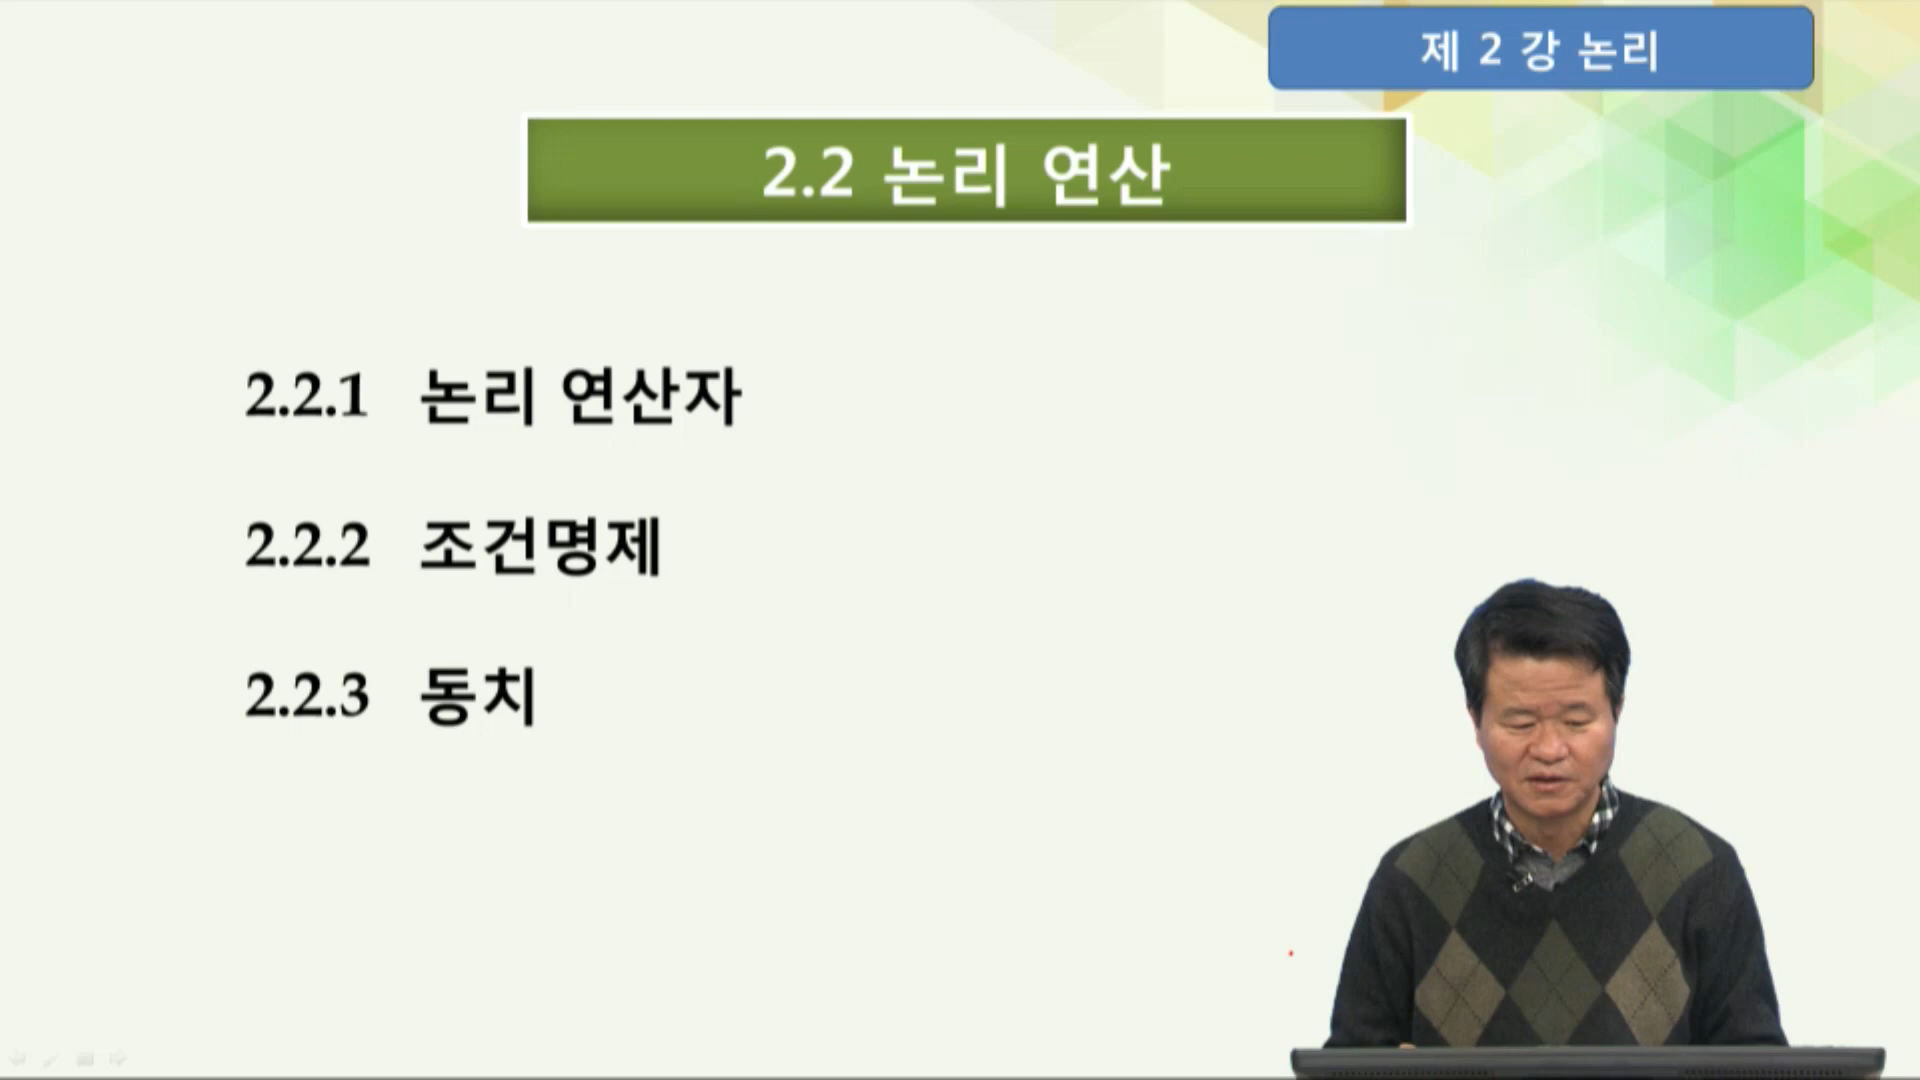 제 2 강 논리
2.2 논리 연산
2.2.1 논리 연산자
2.2.2 조건명제
2.2.3 동치